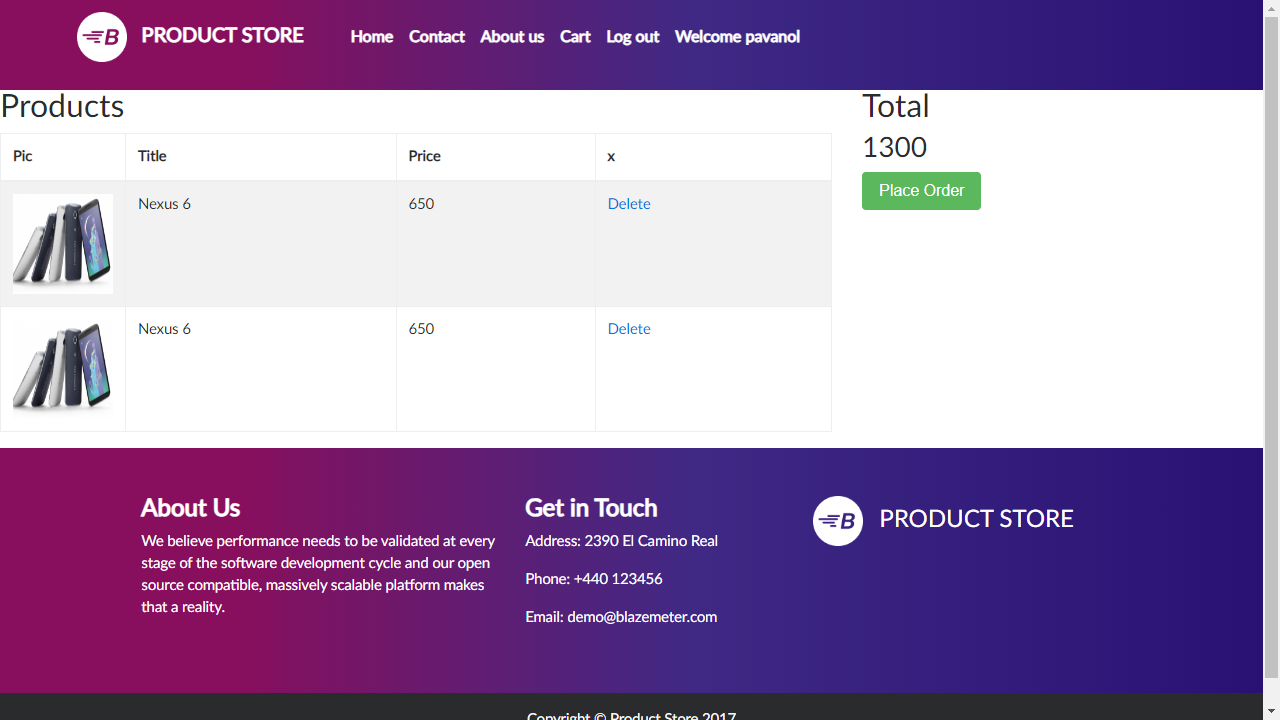 B PRODUCT STORE Home Contact About us Cart Log out Welcome pavanol
Products
Pic Title Price x
Nexus 6 650 Delete
Nexus 6 650 Delete
Total
1300
Place Order
About Us
We believe performance needs to be validated at every
stage of the software development cycle and our open
source compatible, massively scalable platform makes
that a reality.
Get in Touch
Address: 2390 El Camino Real
Phone: +440 123456
Email: demo@blazemeter.com
B PRODUCT STORE
Copyright © Product Store 2017